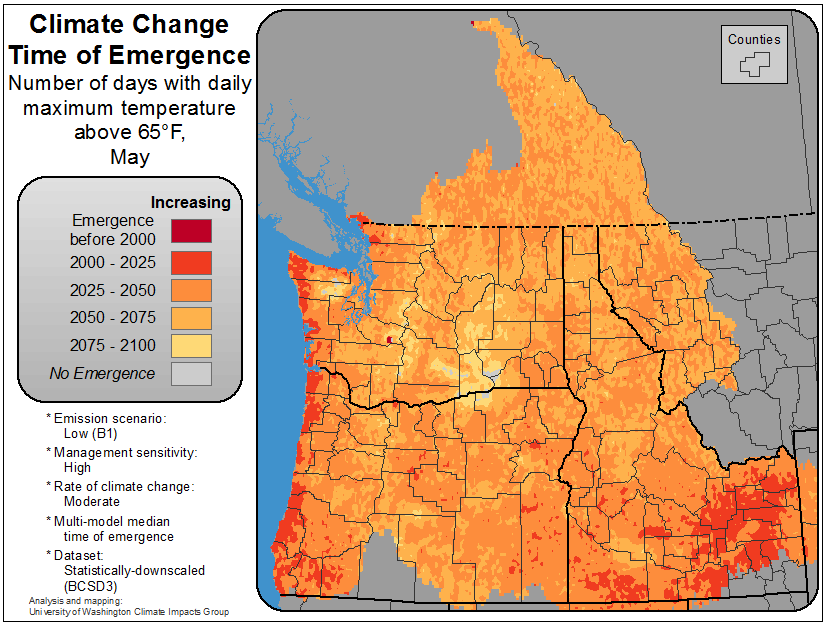 Climate Change
Time of Emergence
Number of days with daily
maximum temperature
above 65°F,
May
Increasing
Emergence
before 2000
2000 - 2025
2025 - 2050
2050 - 2075
2075 - 2100
No Emergence
* Emission scenario:
Low (B1)
* Management sensitivity:
High
* Rate of climate change:
Moderate
* Multi-model median
time of emergence
* Dataset:
Statistically-downscaled
(BCSD3)
Analysis and mapping:
University of Washington Climate Impacts Group
Counties